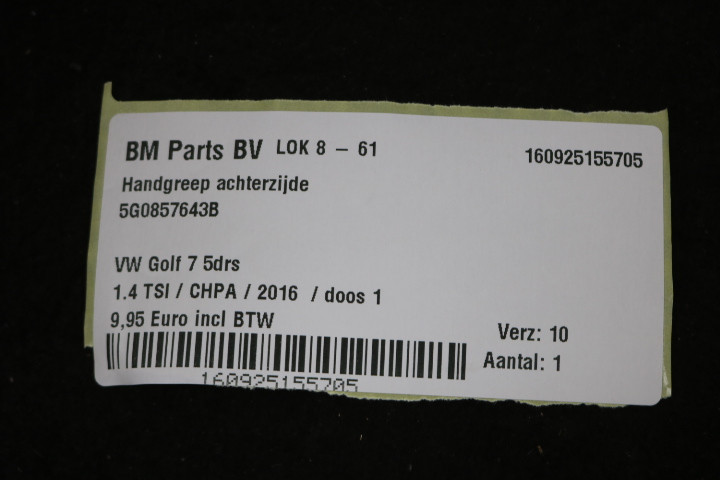 BM Parts BV LOK 8 – 61
160925155705
Handgreep achterzijde
5G0857643B
VW Golf 7 5drs
1.4 TSI / CHPA / 2016 / doos 1
9,95 Euro incl BTW
Verz: 10
Aantal: 1
160925155705